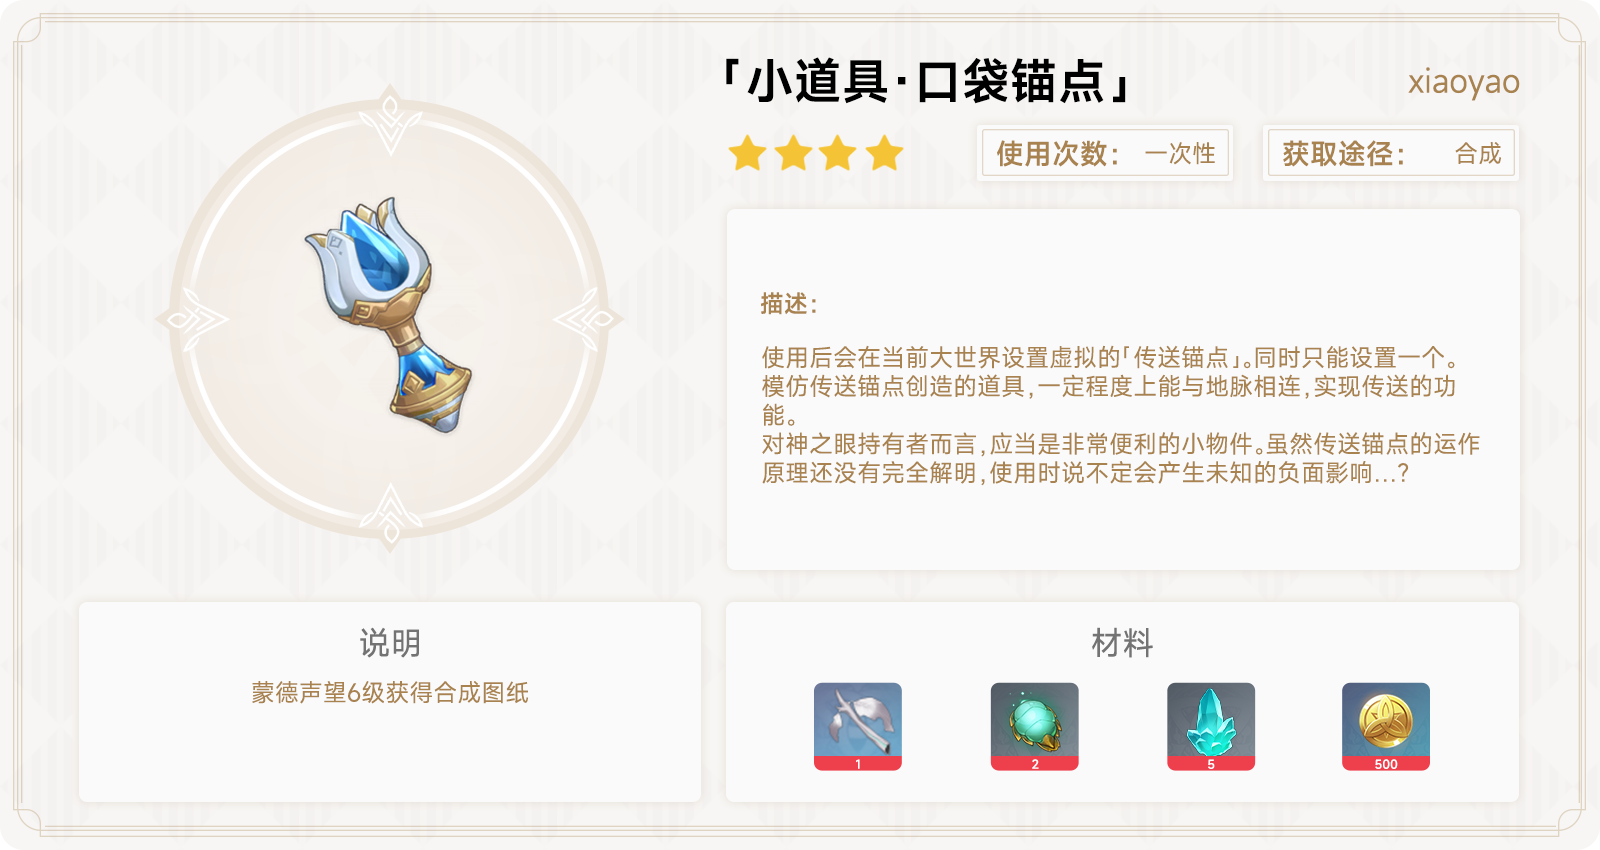 「小道具·口袋锚点」
xiaoyao
使用次数: 一次性
获取途径: 合成
描述:
使用后会在当前大世界设置虚拟的「传送锚点」。同时只能设置一个。
模仿传送锚点创造的道具,一定程度上能与地脉相连,实现传送的功
能。
对神之眼持有者而言,应当是非常便利的小物件。虽然传送锚点的运作
原理还没有完全解明,使用时说不定会产生未知的负面影响...?
说明
蒙德声望6级获得合成图纸
材料
1
2
5
500